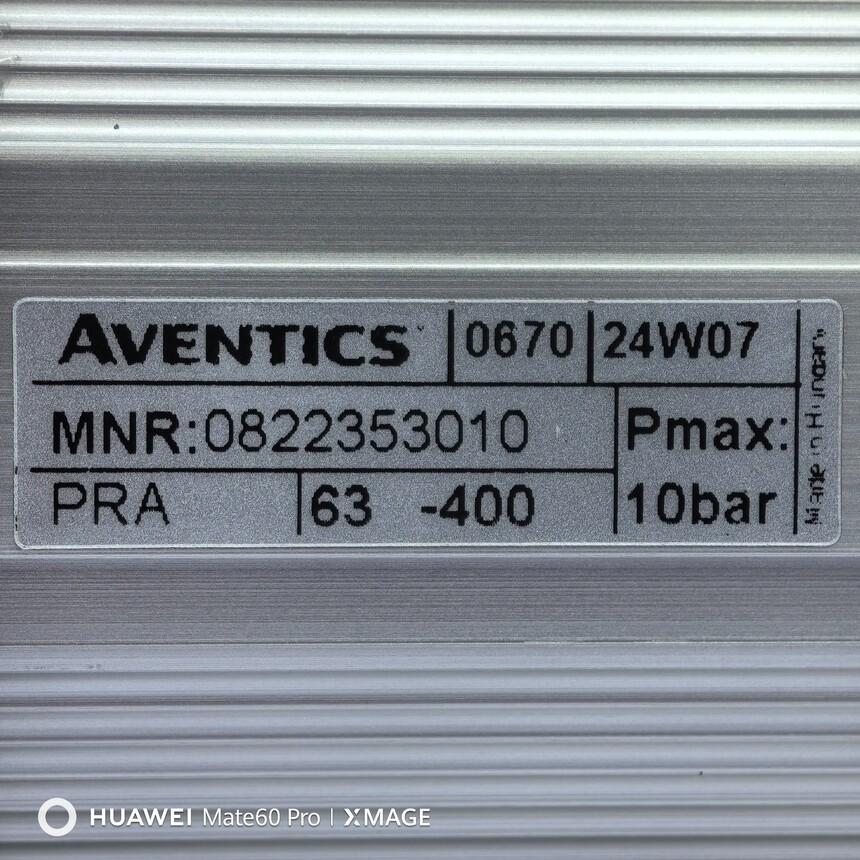 AVENTICS 0670 24W07
MNR:0822353010 Pmax:
PRA 63 -400 10bar
Made in Hungary
HUAWEI Mate60 Pro | XMAGE